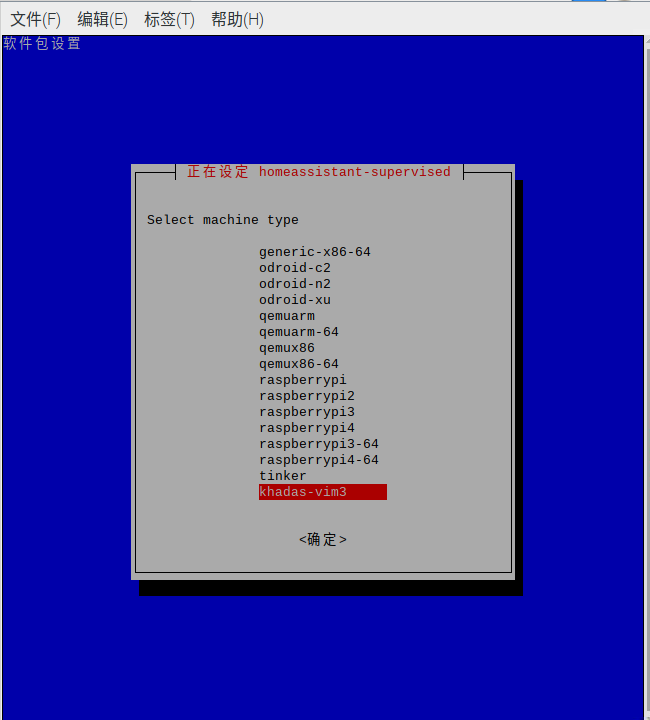 文件(F) 编辑(E) 标签(T) 帮助(H)
软件包设置
正在设定 homeassistant-supervised
Select machine type
generic-x86-64
odroid-c2
odroid-n2
odroid-xu
qemuarm
qemuarm-64
qemux86
qemux86-64
raspberrypi
raspberrypi2
raspberrypi3
raspberrypi4
raspberrypi3-64
raspberrypi4-64
tinker
khadas-vim3
<确定>